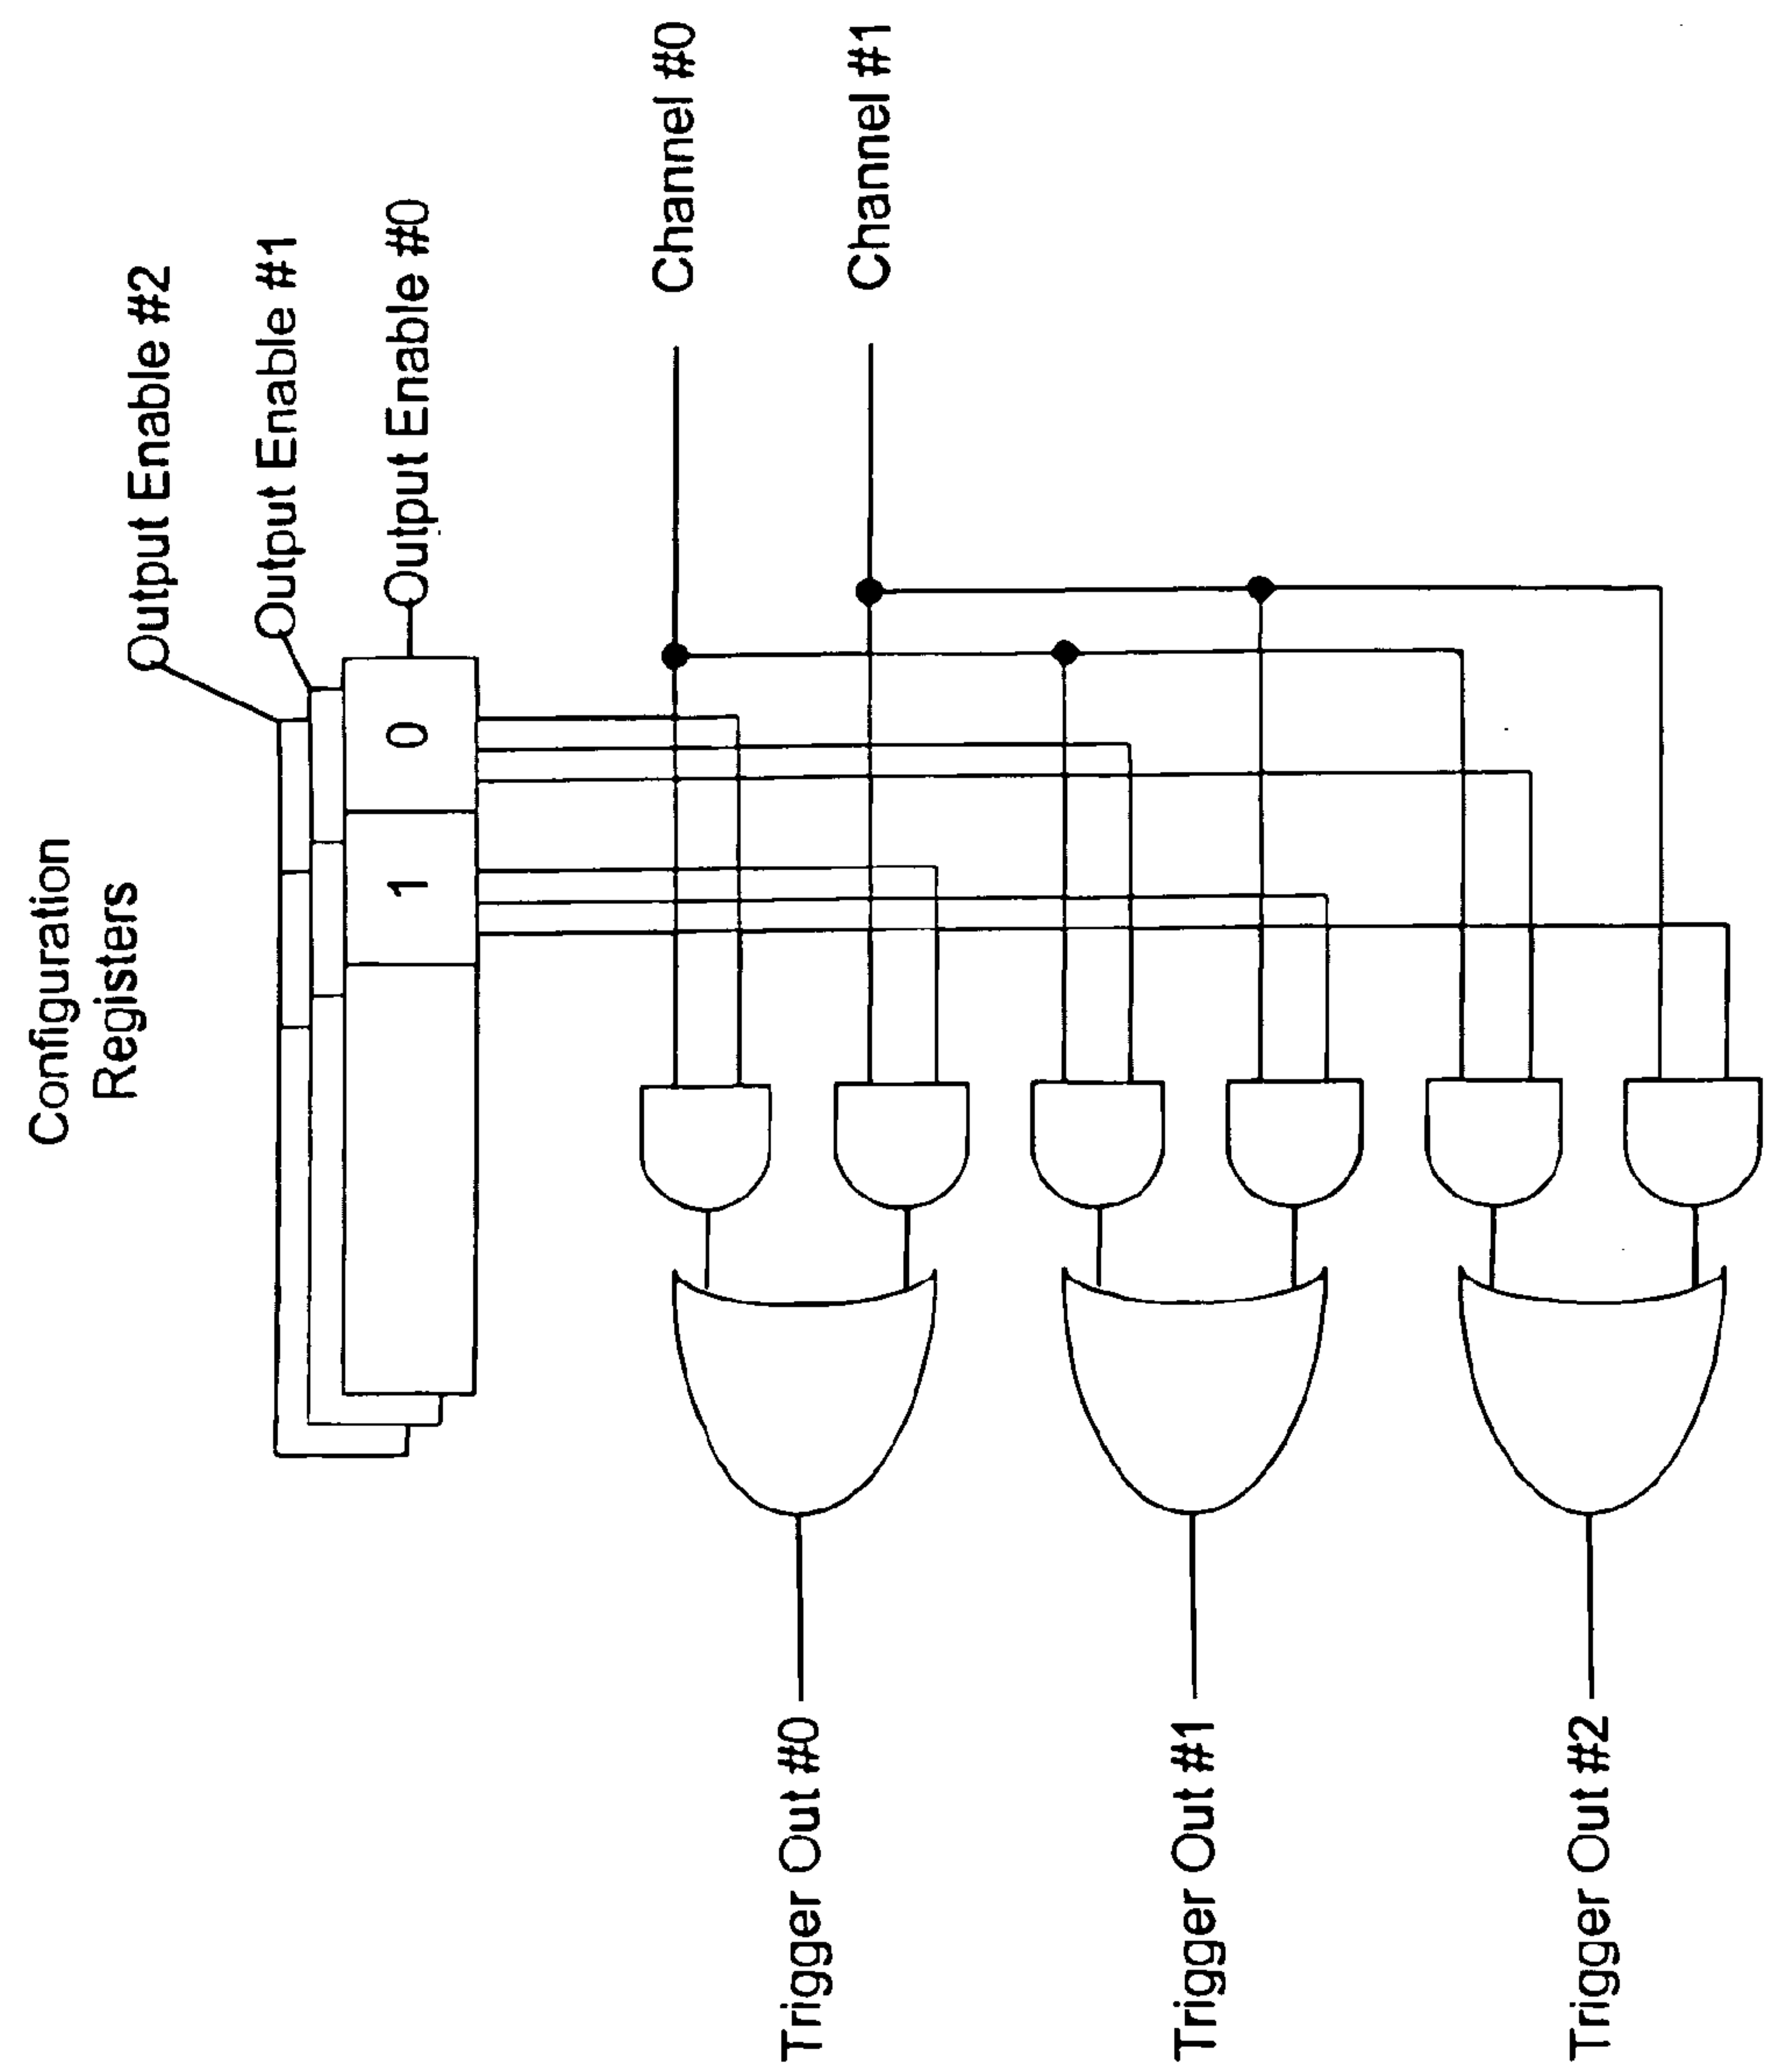 Configuration
Registers
Output Enable #2
Output Enable #1
Output Enable #0
0
1
Channel #0
Channel #1
Trigger Out #0
Trigger Out #1
Trigger Out #2